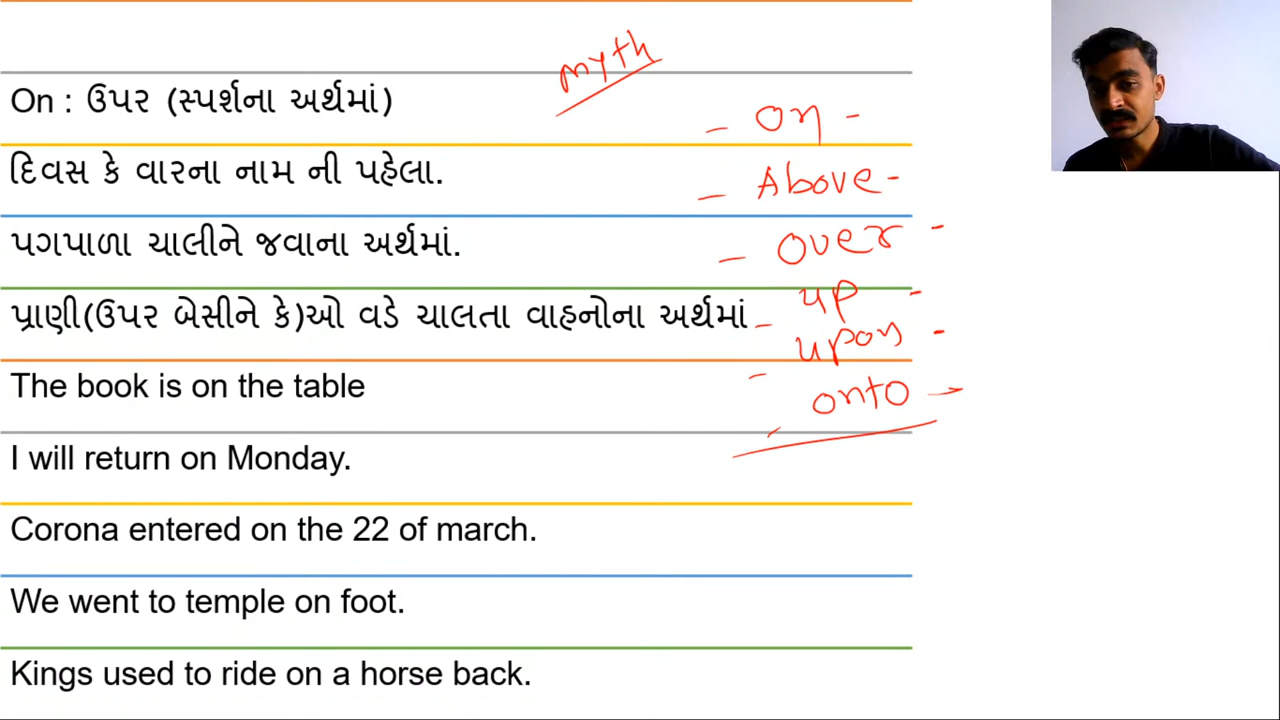 myth
On : ઉપર (સ્પર્શના અર્થમાં)
દિવસ કે વારના નામ ની પહેલા.
પગપાળા ચાલીને જવાના અર્થમાં.
પ્રાણી(ઉપર બેસીને કે)ઓ વડે ચાલતા વાહનોના અર્થમાં
The book is on the table
I will return on Monday.
Corona entered on the 22 of march.
We went to temple on foot.
Kings used to ride on a horse back.
- On -
- Above -
- Over -
- up -
- upon -
- onto -